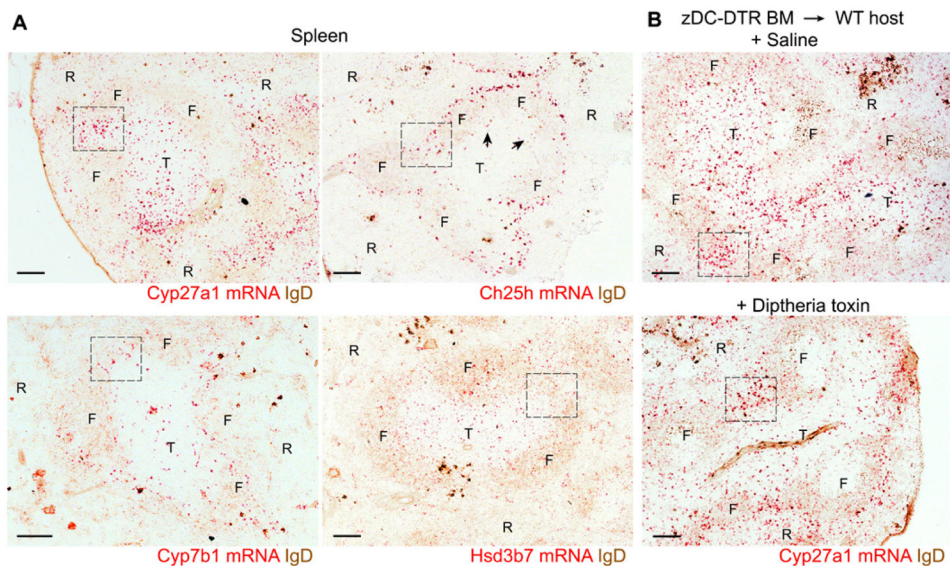 A
Spleen
B
zDC-DTR BM → WT host
+ Saline
R
F
F
F
T
R
Cyp27a1 mRNA IgD
R
F
F
R
F
T
F
F
R
Ch25h mRNA IgD
F
R
T
F
F
F
T
R
F
F
Cyp7b1 mRNA IgD
F
R
F
T
F
R
F
Hsd3b7 mRNA IgD
R
F
F
T
F
R
+ Diptheria toxin
R
F
F
T
F
F
R
Cyp27a1 mRNA IgD